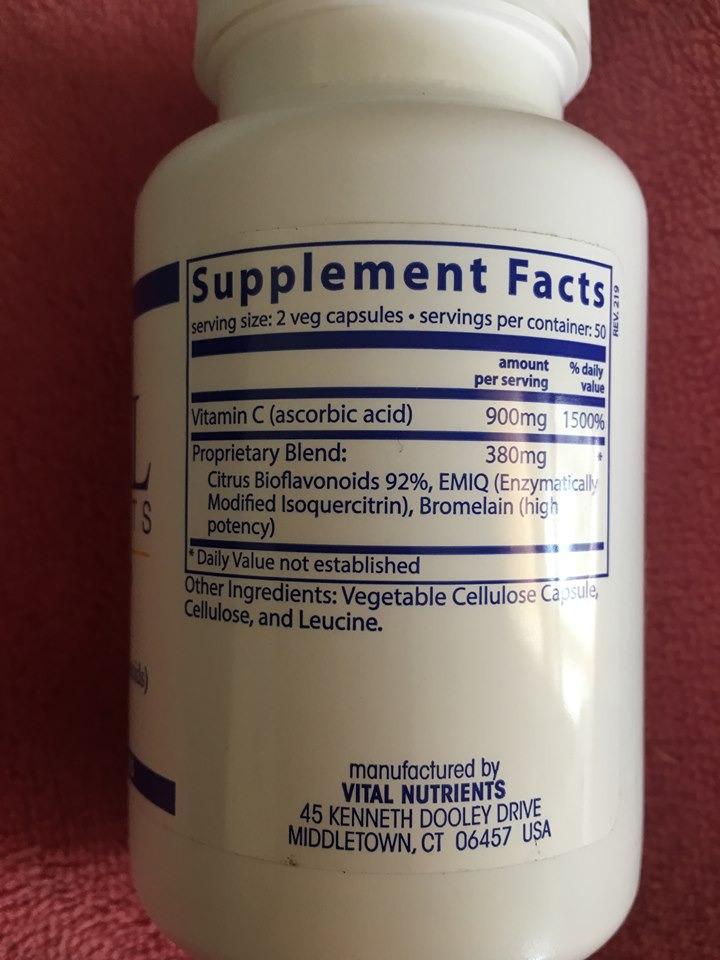 Supplement Facts
serving size: 2 veg capsules • servings per container: 50
REV. 219
amount per serving
% daily value
Vitamin C (ascorbic acid) 900mg 1500%
Proprietary Blend: 380mg *
Citrus Bioflavonoids 92%, EMIQ (Enzymatically
Modified Isoquercitrin), Bromelain (high
potency)
* Daily Value not established
Other Ingredients: Vegetable Cellulose Capsule,
Cellulose, and Leucine.
manufactured by
VITAL NUTRIENTS
45 KENNETH DOOLEY DRIVE
MIDDLETOWN, CT 06457 USA